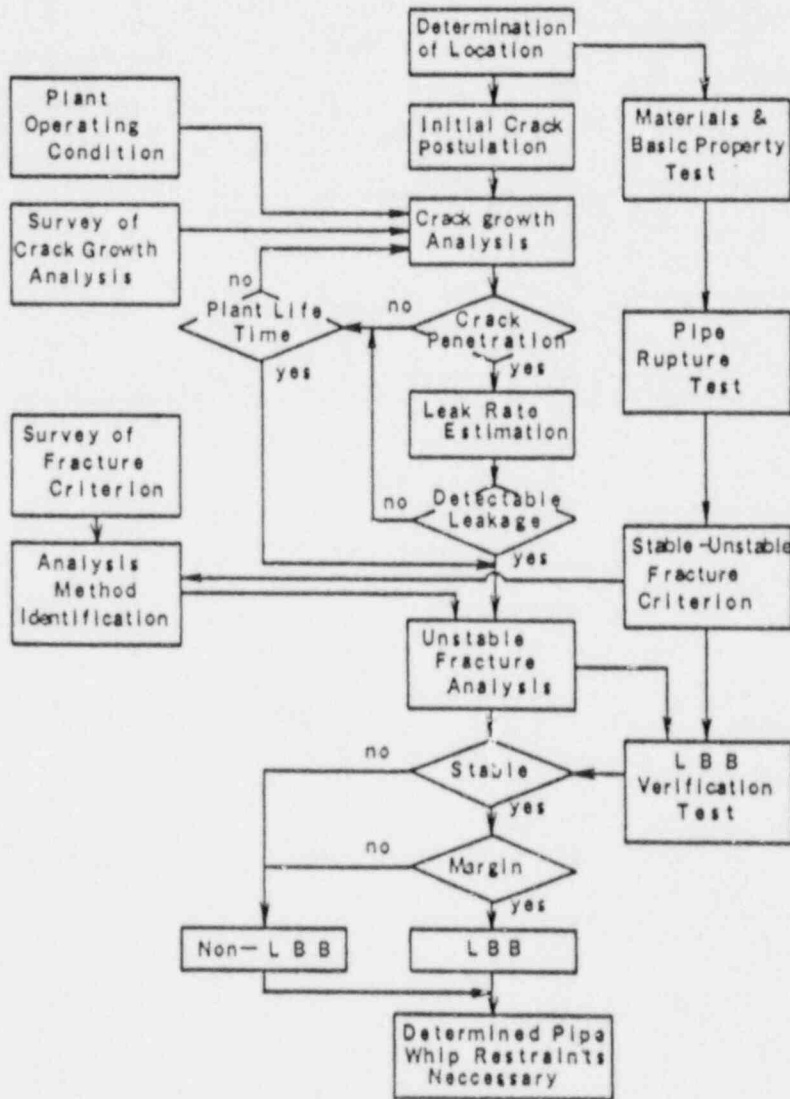 Determination
of Location
Plant
Operating
Condition
Initial Crack
Postulation
Materials &
Basic Property
Test
Survey of
Crack Growth
Analysis
Crack growth
Analysis
no
Plant Life
Time
yes
no
Crack
Penetration
yes
Pipe
Rupture
Test
Leak Rate
Estimation
Survey of
Fracture
Criterion
no
Detectable
Leakage
yes
Analysis
Method
Identification
Stable-Unstable
Fracture
Criterion
Unstable
Fracture
Analysis
no
Stable
yes
L B B
Verification
Test
no
Margin
yes
Non- L B B
L B B
Determined Pipe
Whip Restraints
Neccessary